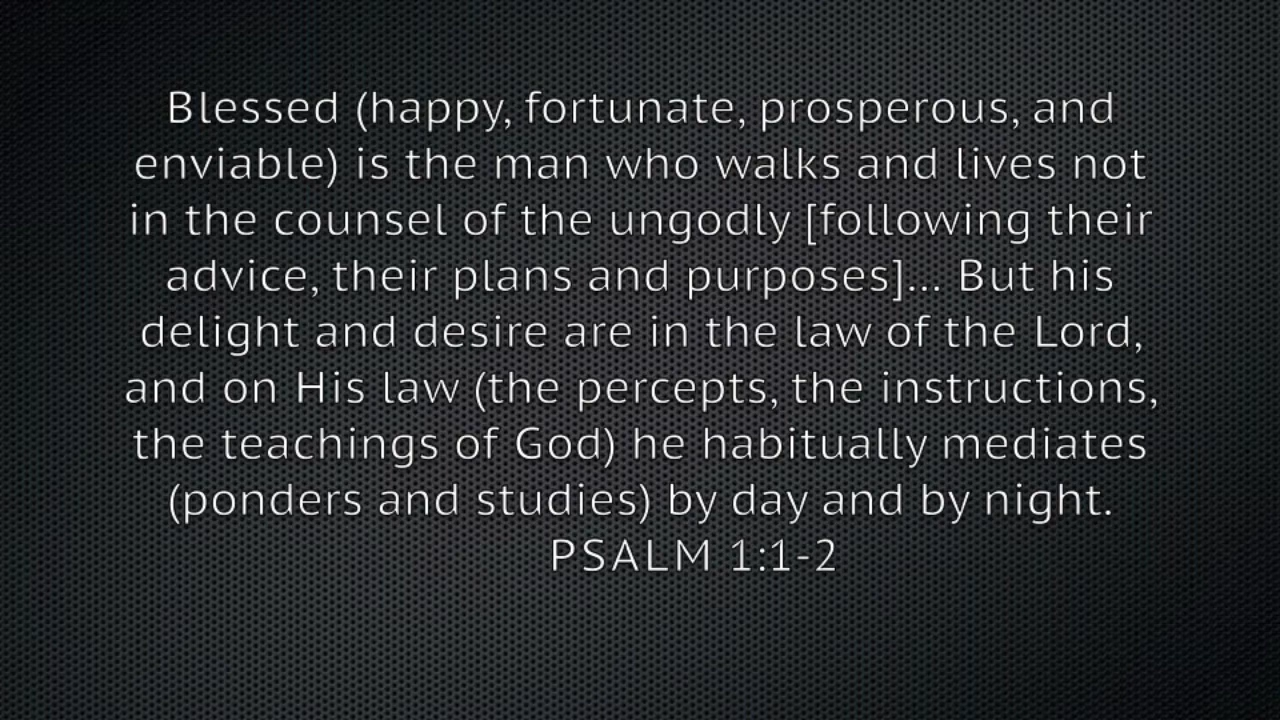 Blessed (happy, fortunate, prosperous, and
enviable) is the man who walks and lives not
in the counsel of the ungodly [following their
advice, their plans and purposes]... But his
delight and desire are in the law of the Lord,
and on His law (the percepts, the instructions,
the teachings of God) he habitually mediates
(ponders and studies) by day and by night.
PSALM 1:1-2